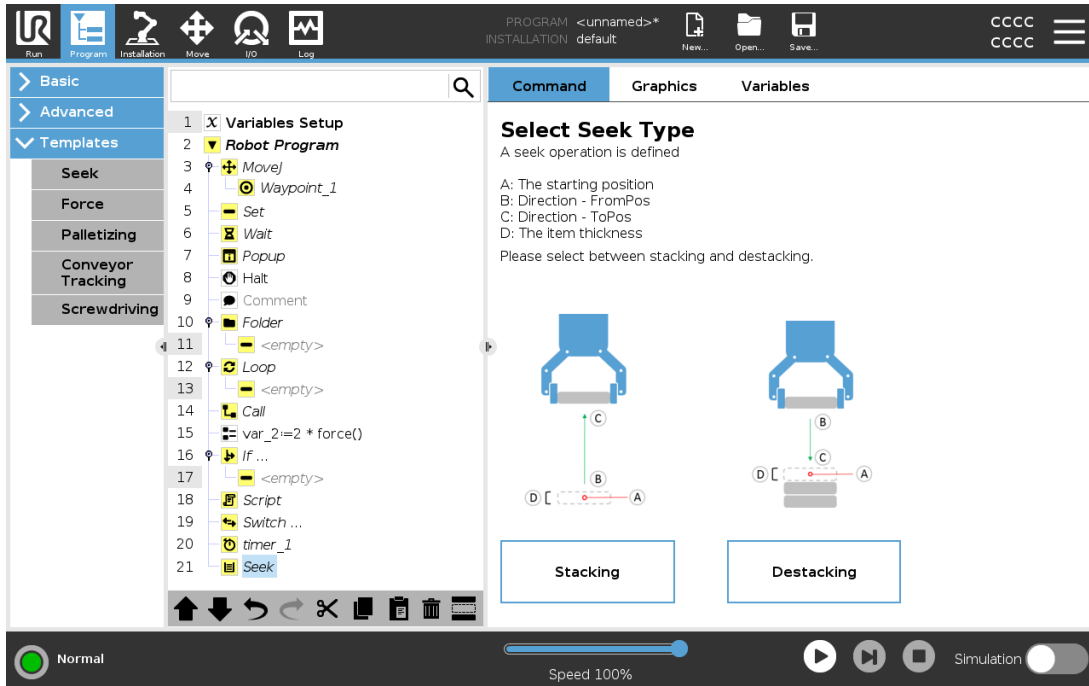 UR
Run
Program
Installation
Move
I/O
Log
PROGRAM <unnamed>*
INSTALLATION default
New...
Open...
Save...
CCCC
CCCC
Basic
Advanced
Templates
Seek
Force
Palletizing
Conveyor
Tracking
Screwdriving
1 X Variables Setup
2 Robot Program
3 MoveJ
4 Waypoint_1
5 Set
6 Wait
7 Popup
8 Halt
9 Comment
10 Folder
11 <empty>
12 Loop
13 <empty>
14 Call
15 var_2:=2 * force()
16 If ...
17 <empty>
18 Script
19 Switch ...
20 timer_1
21 Seek
Command Graphics Variables
Select Seek Type
A seek operation is defined
A: The starting position
B: Direction - FromPos
C: Direction - ToPos
D: The item thickness
Please select between stacking and destacking.
C
B
D A
B
C
D A
Stacking
Destacking
Normal
Speed 100%
Simulation